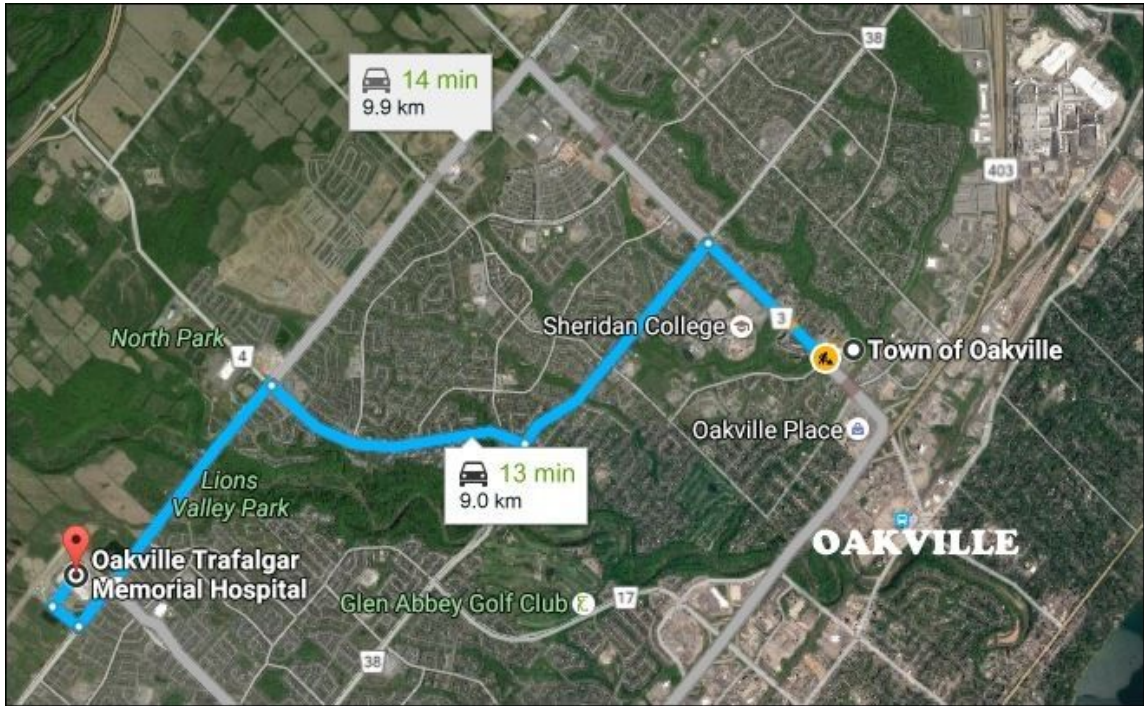 38
14 min
9.9 km
403
3
Sheridan College
North Park
4
Town of Oakville
Oakville Place
13 min
9.0 km
Lions
Valley Park
OAKVILLE
Oakville Trafalgar
Memorial Hospital
Glen Abbey Golf Club
17
38